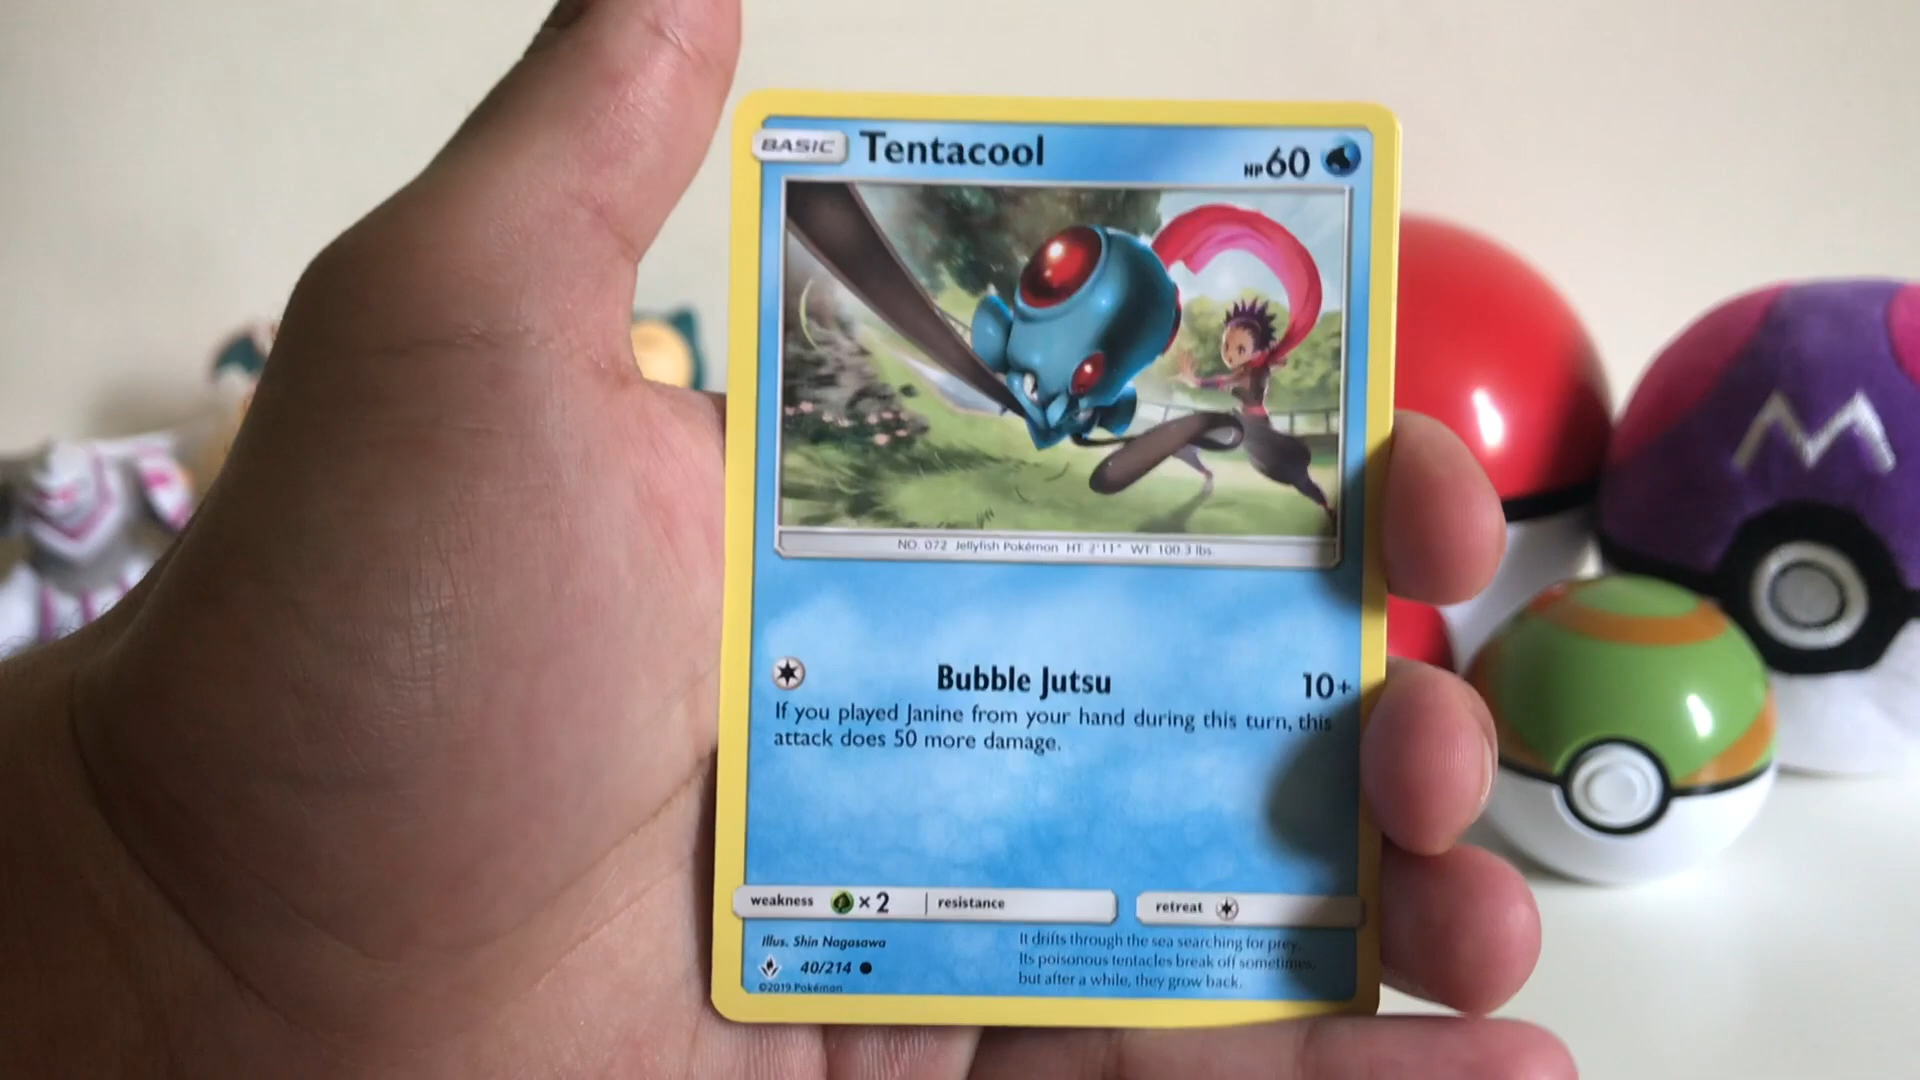 BASIC Tentacool HP 60
NO. 072 Jellyfish Pokémon HT: 2'11" WT: 100.3 lbs.
Bubble Jutsu 10+
If you played Janine from your hand during this turn, this
attack does 50 more damage.
weakness × 2 resistance retreat
Illus. Shin Nagasawa
40/214
©2019 Pokémon
It drifts through the sea searching for prey.
Its poisonous tentacles break off sometimes,
but after a while, they grow back.
M